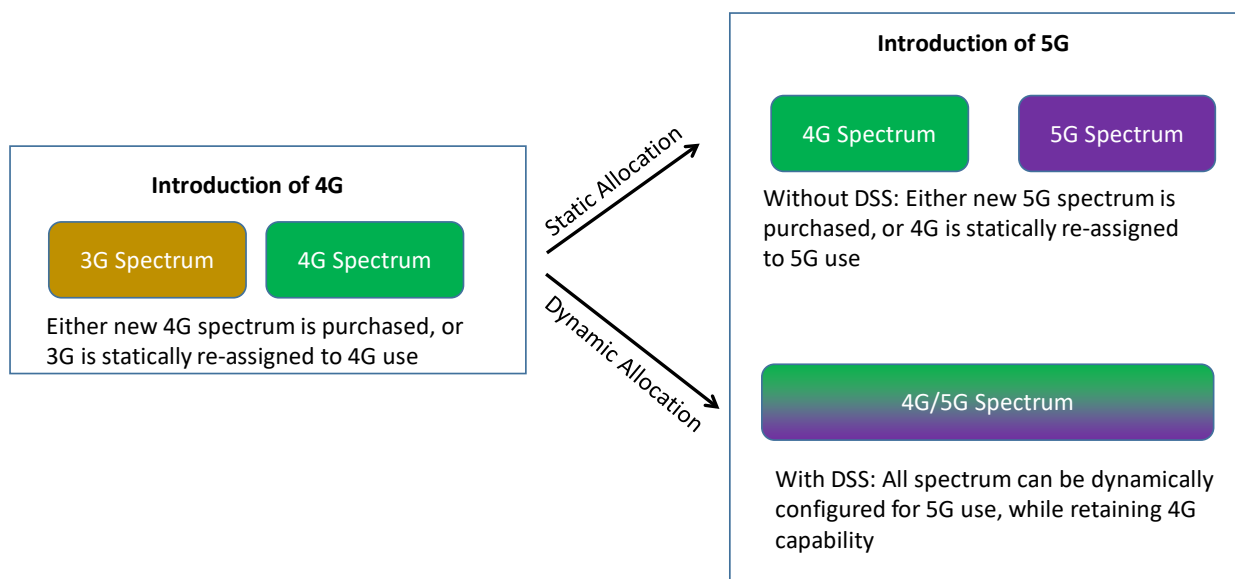 Introduction of 4G
3G Spectrum
4G Spectrum
Either new 4G spectrum is purchased, or
3G is statically re-assigned to 4G use
Static Allocation
Dynamic Allocation
Introduction of 5G
4G Spectrum
5G Spectrum
Without DSS: Either new 5G spectrum is
purchased, or 4G is statically re-assigned
to 5G use
4G/5G Spectrum
With DSS: All spectrum can be dynamically
configured for 5G use, while retaining 4G
capability